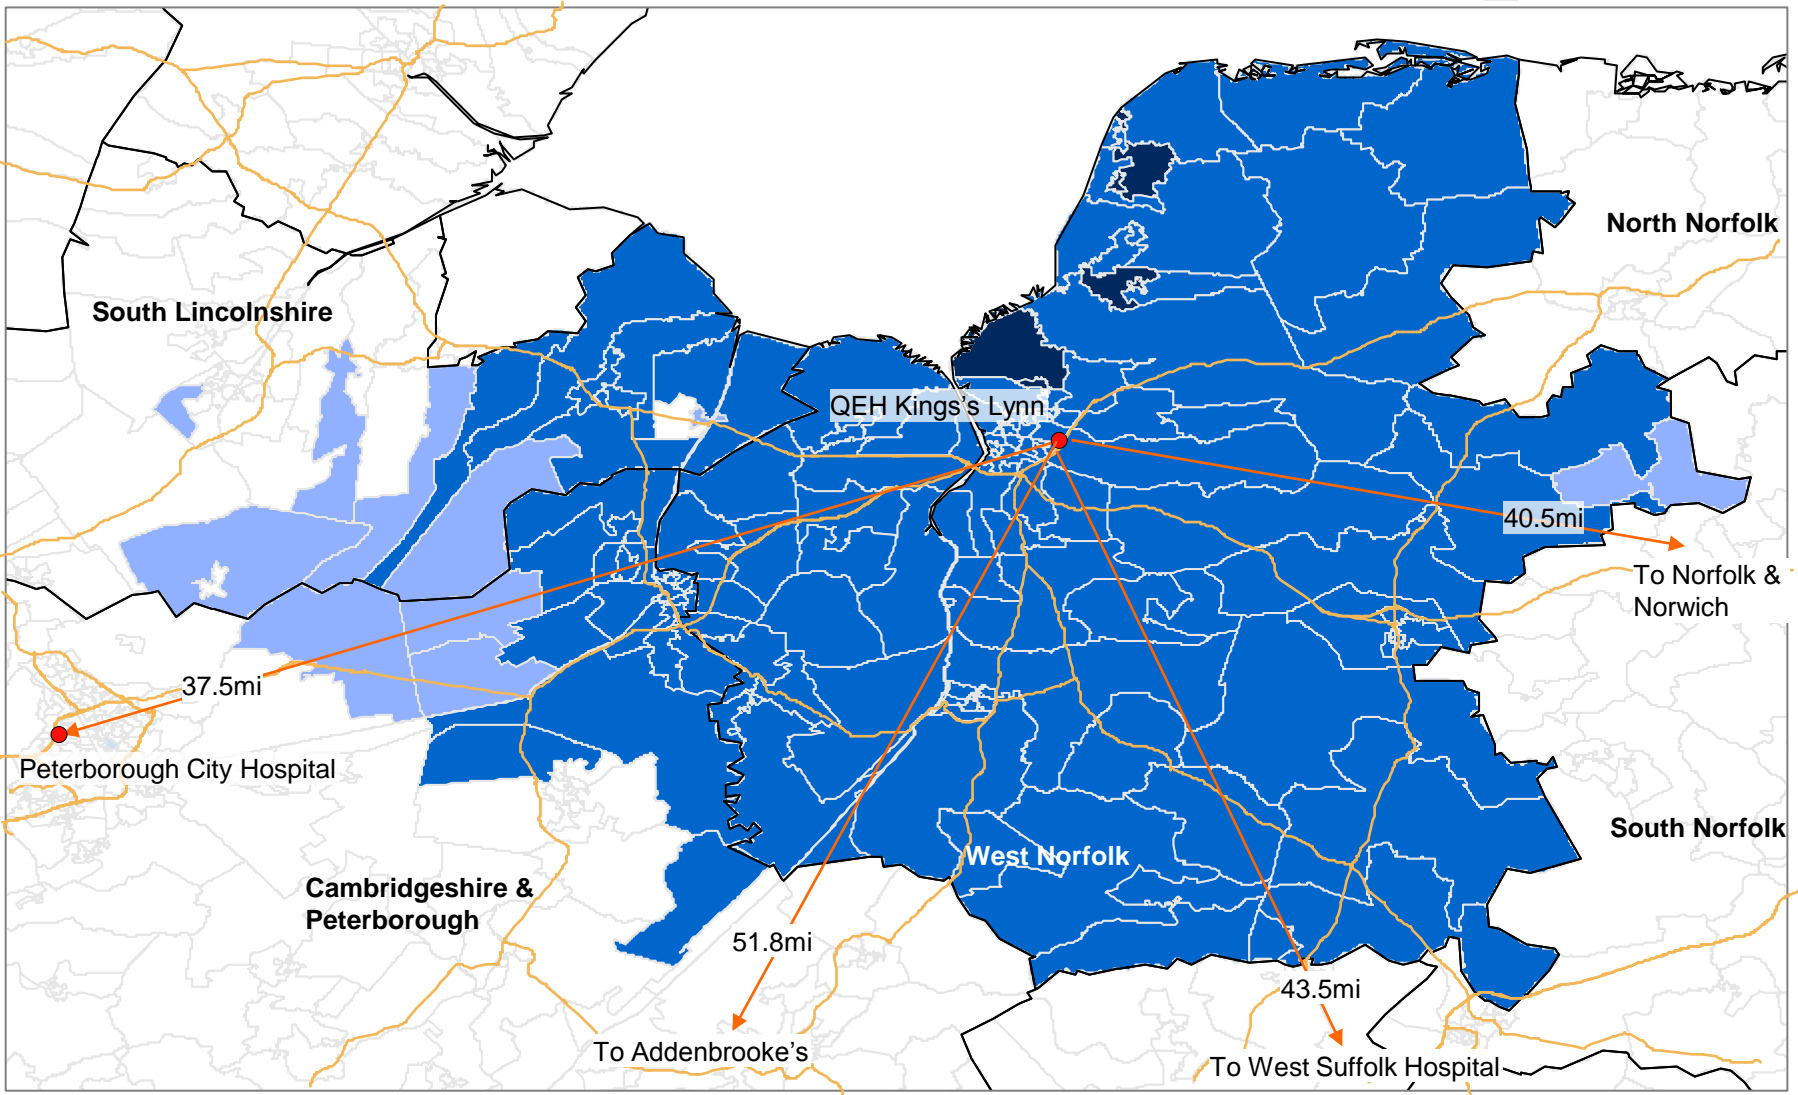 North Norfolk
South Lincolnshire
QEH Kings's Lynn
40.5mi
To Norfolk &
Norwich
37.5mi
Peterborough City Hospital
South Norfolk
West Norfolk
Cambridgeshire &
Peterborough
51.8mi
43.5mi
To Addenbrooke’s
To West Suffolk Hospital